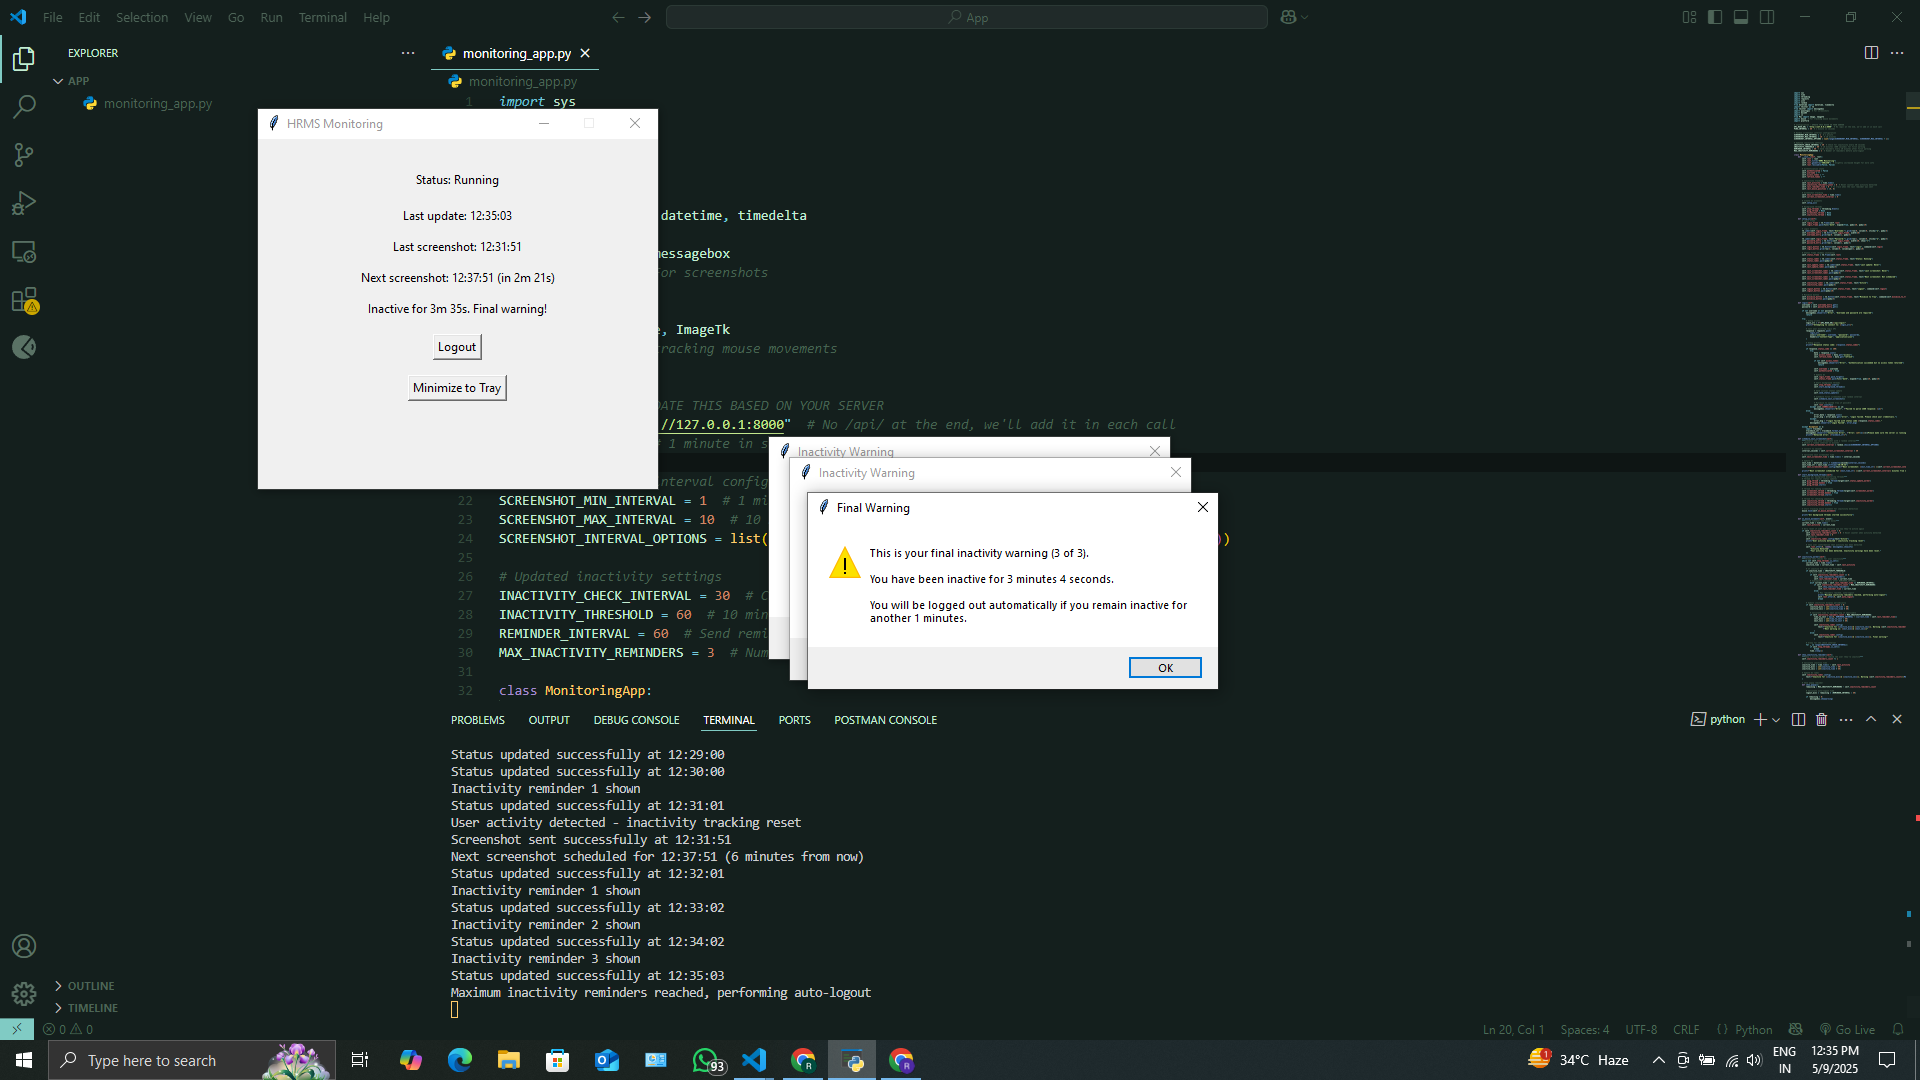 File Edit Selection View Go Run Terminal Help
App
EXPLORER
APP
monitoring_app.py
OUTLINE
TIMELINE
monitoring_app.py
monitoring_app.py
1 import sys
datetime, timedelta
messagebox
for screenshots
, ImageTk
tracking mouse movements
DATE THIS BASED ON YOUR SERVER
//127.0.0.1:8000" # No /api/ at the end, we'll add it in each call
# 1 minute in s
interval config
22 SCREENSHOT_MIN_INTERVAL = 1 # 1 mi
23 SCREENSHOT_MAX_INTERVAL = 10 # 10
24 SCREENSHOT_INTERVAL_OPTIONS = list( ))
25
26 # Updated inactivity settings
27 INACTIVITY_CHECK_INTERVAL = 30 # C
28 INACTIVITY_THRESHOLD = 60 # 10 min
29 REMINDER_INTERVAL = 60 # Send remi
30 MAX_INACTIVITY_REMINDERS = 3 # Num
31
32 class MonitoringApp:
HRMS Monitoring
Status: Running
Last update: 12:35:03
Last screenshot: 12:31:51
Next screenshot: 12:37:51 (in 2m 21s)
Inactive for 3m 35s. Final warning!
Logout
Minimize to Tray
Inactivity Warning
Inactivity Warning
Final Warning
This is your final inactivity warning (3 of 3).
You have been inactive for 3 minutes 4 seconds.
You will be logged out automatically if you remain inactive for
another 1 minutes.
OK
PROBLEMS OUTPUT DEBUG CONSOLE TERMINAL PORTS POSTMAN CONSOLE
python
Status updated successfully at 12:29:00
Status updated successfully at 12:30:00
Inactivity reminder 1 shown
Status updated successfully at 12:31:01
User activity detected - inactivity tracking reset
Screenshot sent successfully at 12:31:51
Next screenshot scheduled for 12:37:51 (6 minutes from now)
Status updated successfully at 12:32:01
Inactivity reminder 1 shown
Status updated successfully at 12:33:02
Inactivity reminder 2 shown
Status updated successfully at 12:34:02
Inactivity reminder 3 shown
Status updated successfully at 12:35:03
Maximum inactivity reminders reached, performing auto-logout
0 0
Ln 20, Col 1 Spaces: 4 UTF-8 CRLF {} Python Go Live
Type here to search
93
1
34°C Haze
ENG
IN
12:35 PM
5/9/2025